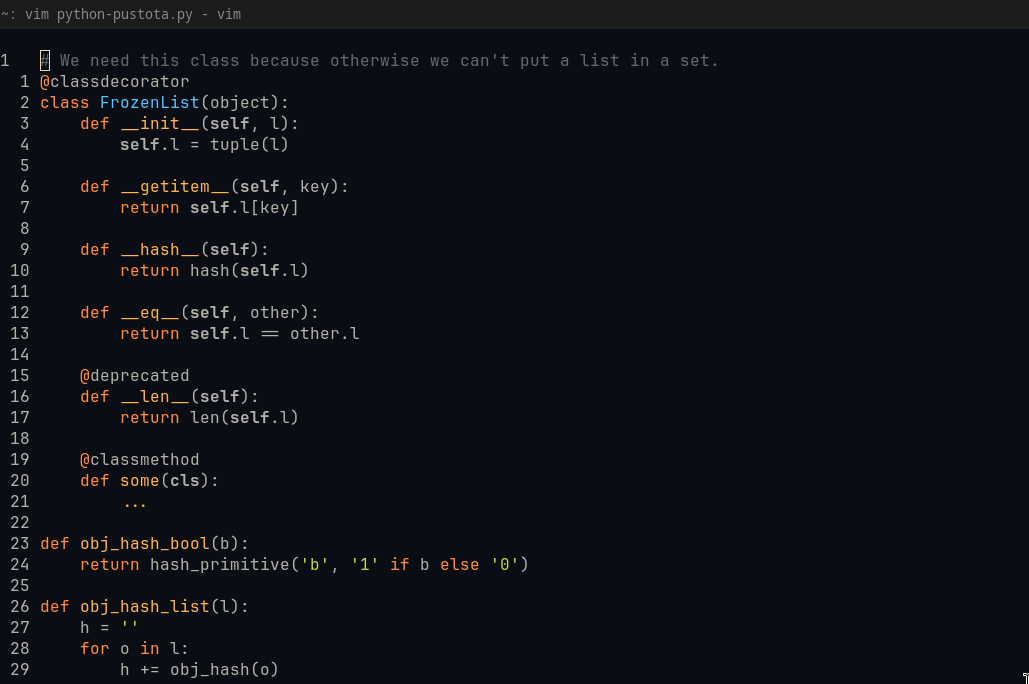 ~: vim python-pustota.py - vim
1   # We need this class because otherwise we can't put a list in a set.
  1 @classdecorator
  2 class FrozenList(object):
  3     def __init__(self, l):
  4         self.l = tuple(l)
  5
  6     def __getitem__(self, key):
  7         return self.l[key]
  8
  9     def __hash__(self):
 10         return hash(self.l)
 11
 12     def __eq__(self, other):
 13         return self.l == other.l
 14
 15     @deprecated
 16     def __len__(self):
 17         return len(self.l)
 18
 19     @classmethod
 20     def some(cls):
 21         ...
 22
 23 def obj_hash_bool(b):
 24     return hash_primitive('b', '1' if b else '0')
 25
 26 def obj_hash_list(l):
 27     h = ''
 28     for o in l:
 29         h += obj_hash(o)